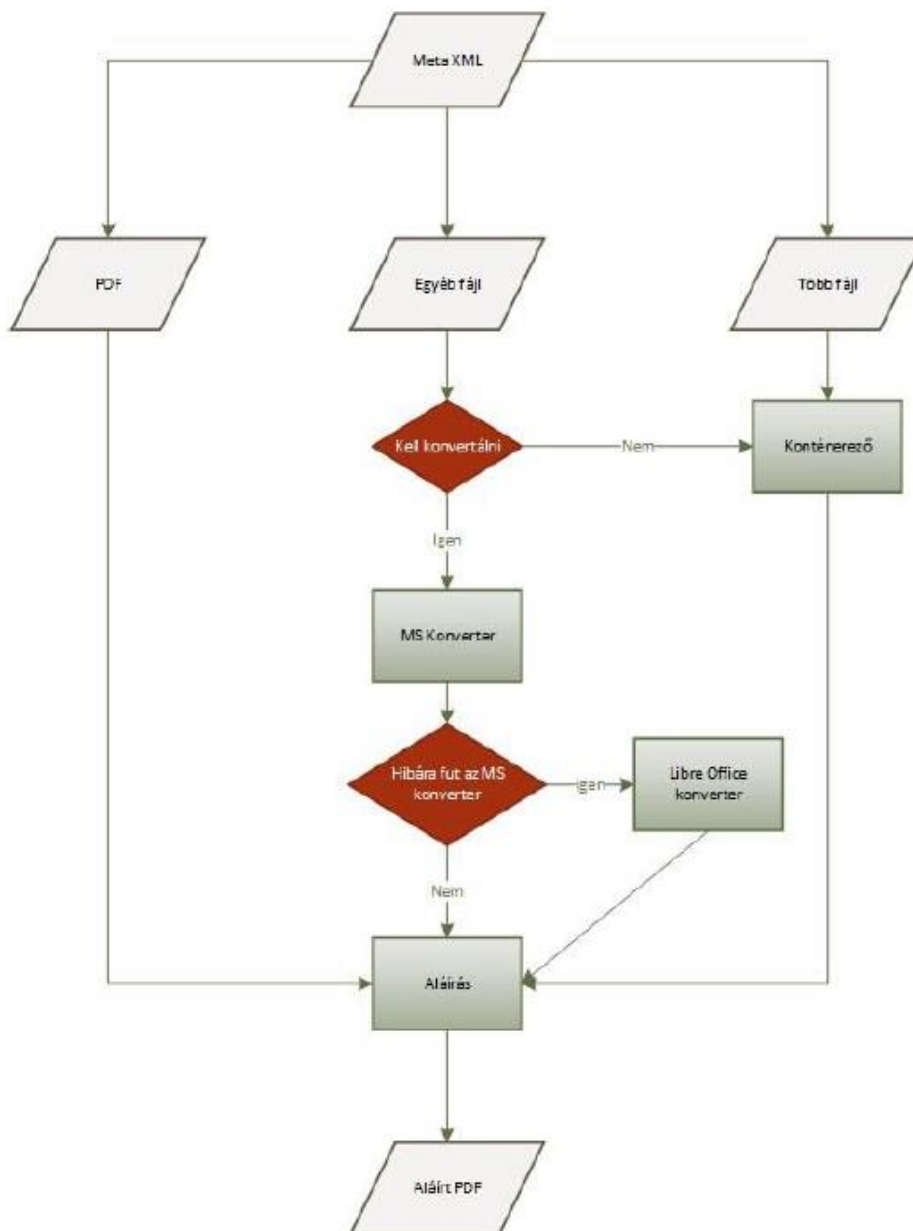 Meta XML
PDF
Egyéb fájl
Több fájl
Kell konvertálni
Nem
Konténerező
Igen
MS Konverter
Hibára fut az MS
konverter
Igen
Libre Office
konverter
Nem
Aláírás
Aláírt PDF